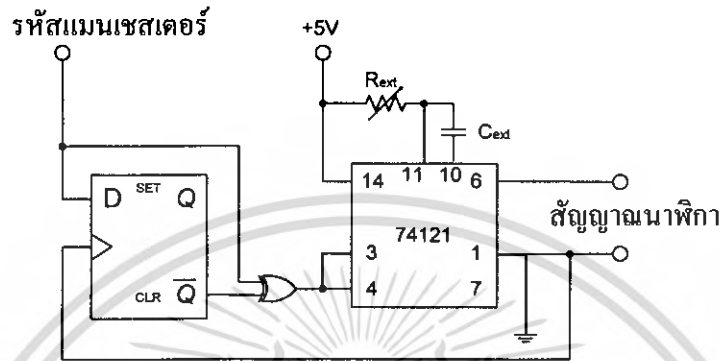 รหัสแมนเชสเตอร์
+5V
Rext
Cext
D SET Q
CLR Q̅
14 11 10 6
74121
3 1
4 7
สัญญาณนาฬิกา